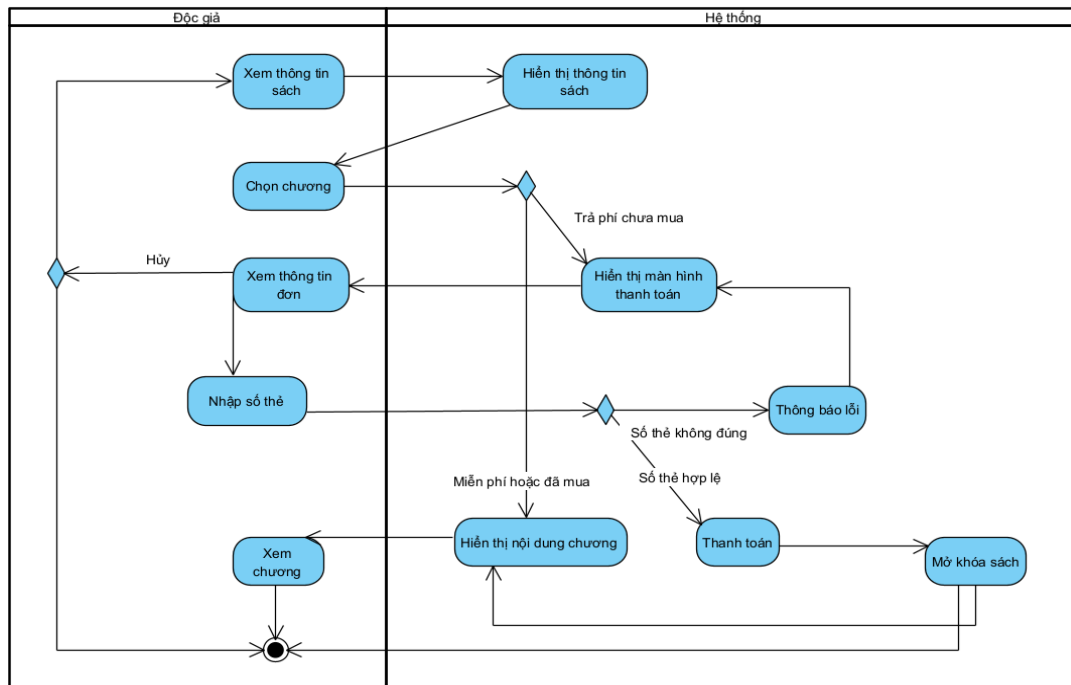 Độc giả
Hệ thống
Xem thông tin
sách
Hiển thị thông tin
sách
Chọn chương
Trả phí chưa mua
Hủy
Xem thông tin
đơn
Hiển thị màn hình
thanh toán
Nhập số thẻ
Thông báo lỗi
Số thẻ không đúng
Số thẻ hợp lệ
Miễn phí hoặc đã mua
Hiển thị nội dung chương
Thanh toán
Xem
chương
Mở khóa sách